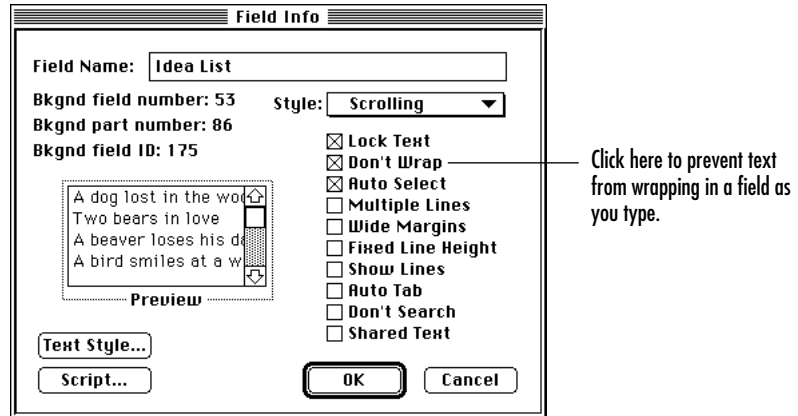 Field Info
Field Name: Idea List
Bkgnd field number: 53
Bkgnd part number: 86
Bkgnd field ID: 175
Style: Scrolling
Lock Text
Don't Wrap
Auto Select
Multiple Lines
Wide Margins
Fixed Line Height
Show Lines
Auto Tab
Don't Search
Shared Text
A dog lost in the
Two bears in love
A beaver loses his
A bird smiles at a
Preview
Text Style...
Script...
OK
Cancel
Click here to prevent text
from wrapping in a field as
you type.